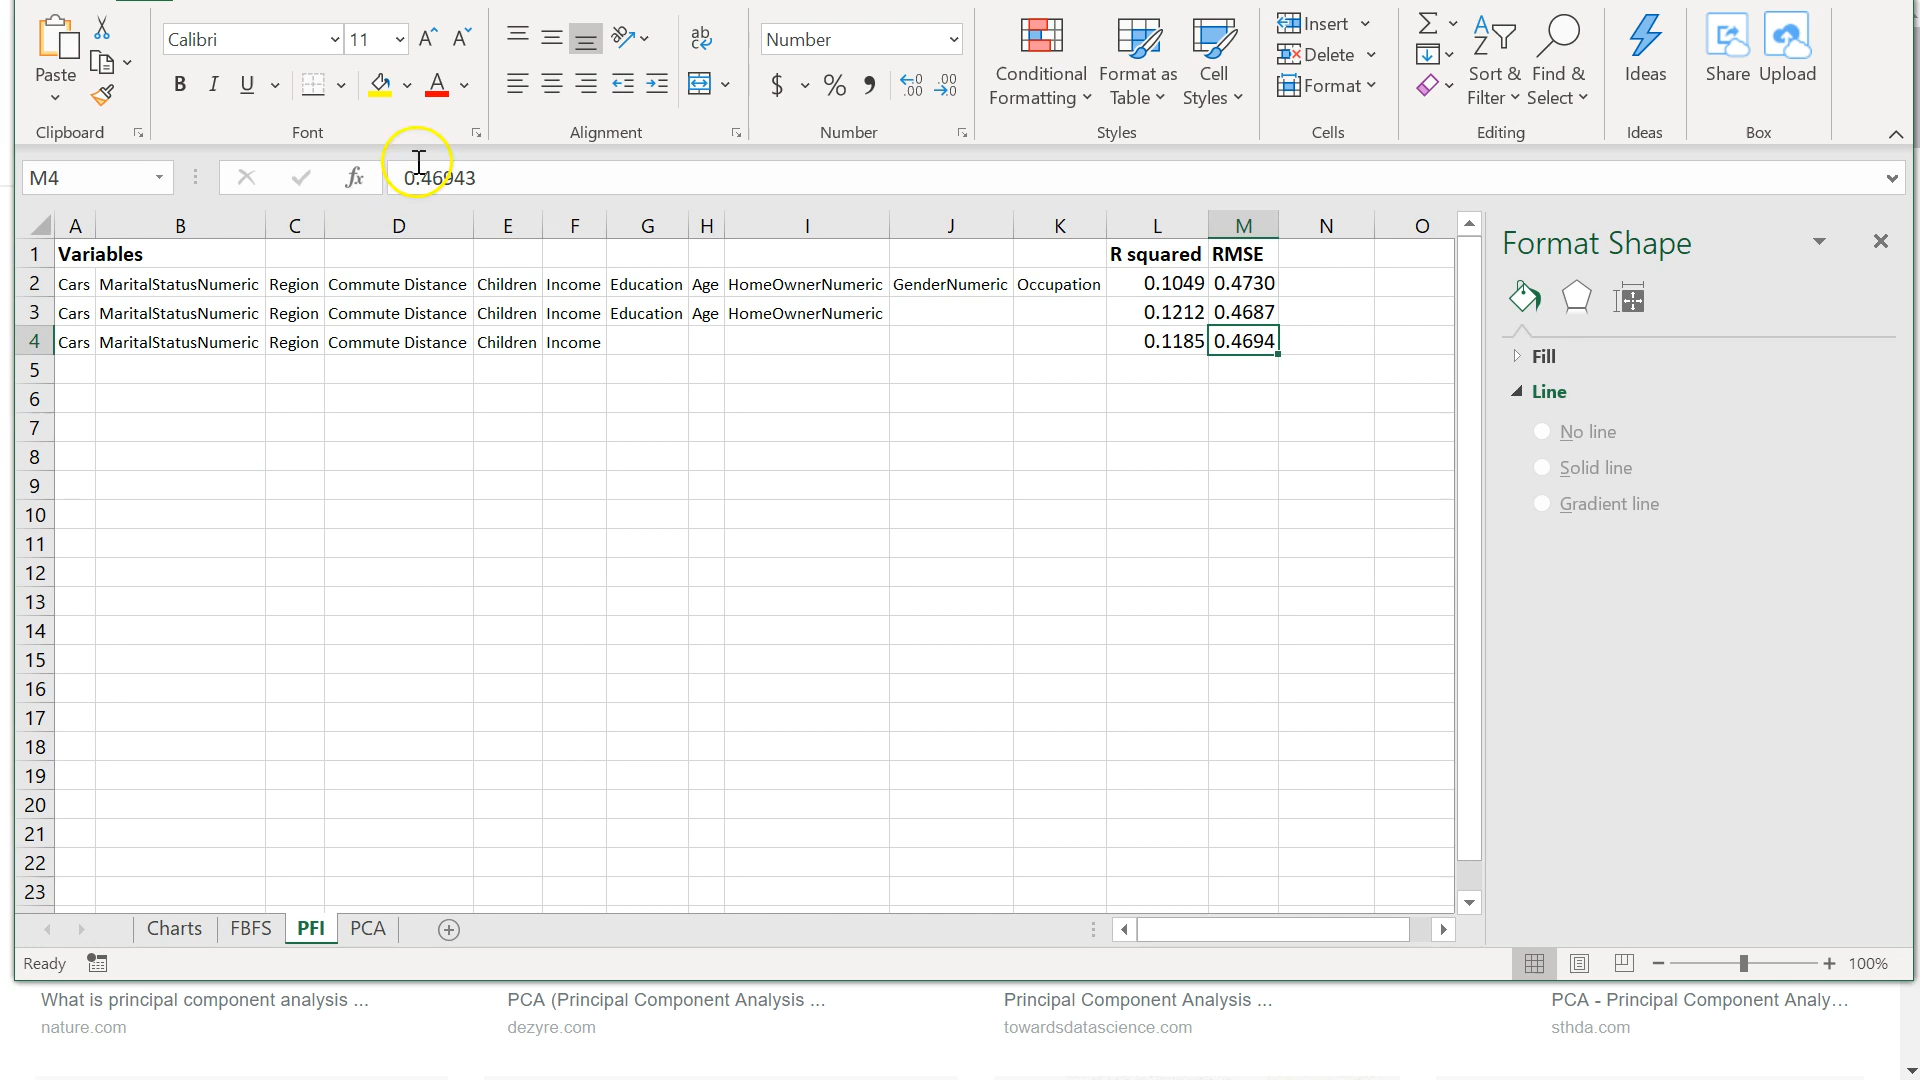 Paste
Calibri 11
B I U
Number
$ % 9 .00
Conditional Formatting
Format as Table
Cell Styles
Insert
Delete
Format
Sort & Filter
Find & Select
Ideas
Share Upload
Clipboard Font Alignment Number Styles Cells Editing Ideas Box
M4 fx 0.46943
A B C D E F G H I J K L M N O
1 Variables R squared RMSE
2 Cars MaritalStatusNumeric Region Commute Distance Children Income Education Age HomeOwnerNumeric GenderNumeric Occupation 0.1049 0.4730
3 Cars MaritalStatusNumeric Region Commute Distance Children Income Education Age HomeOwnerNumeric 0.1212 0.4687
4 Cars MaritalStatusNumeric Region Commute Distance Children Income 0.1185 0.4694
5
6
7
8
9
10
11
12
13
14
15
16
17
18
19
20
21
22
23
Format Shape
Fill
Line
No line
Solid line
Gradient line
Charts FBFS PFI PCA
Ready 100%
What is principal component analysis ... PCA (Principal Component Analysis ... Principal Component Analysis ... PCA - Principal Component Analy...
nature.com dezyre.com towardsdatascience.com sthda.com